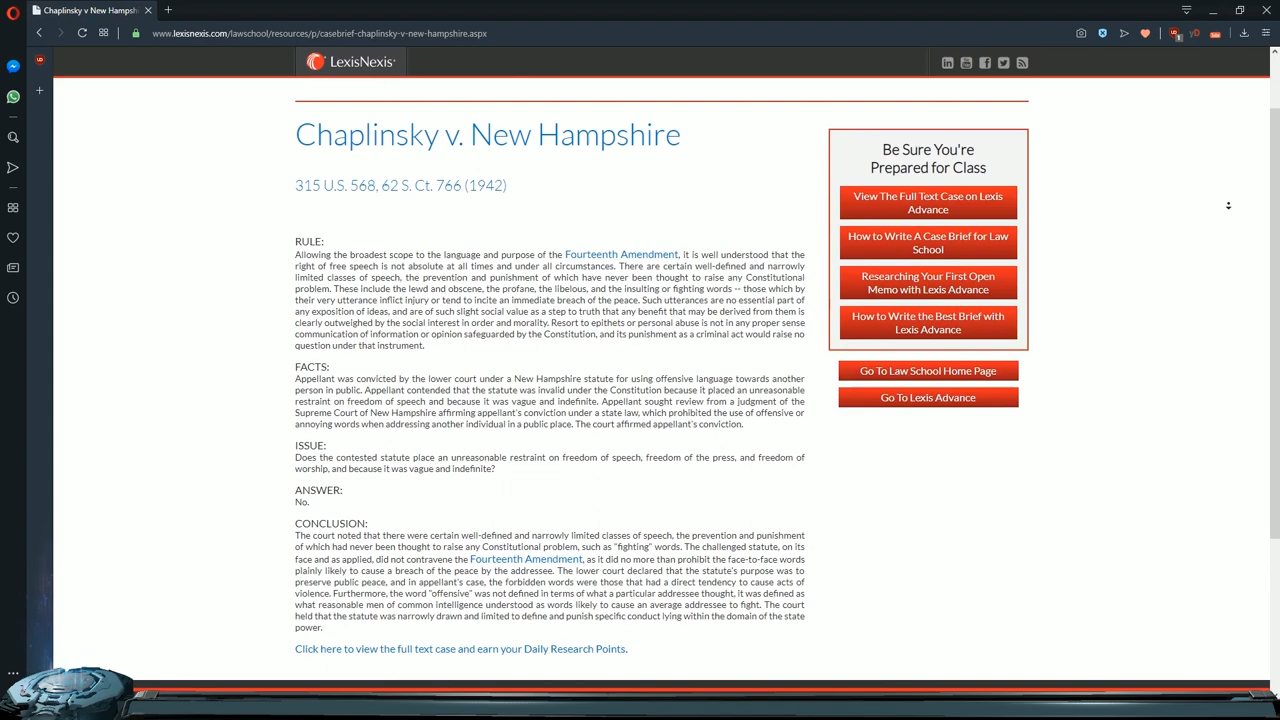 Chaplinsky v New Hampsh
www.lexisnexis.com/lawschool/resources/p/casebrief-chaplinsky-v-new-hampshire.aspx
LexisNexis
Chaplinsky v. New Hampshire
315 U.S. 568, 62 S. Ct. 766 (1942)
RULE:
Allowing the broadest scope to the language and purpose of the Fourteenth Amendment, it is well understood that the
right of free speech is not absolute at all times and under all circumstances. There are certain well-defined and narrowly
limited classes of speech, the prevention and punishment of which have never been thought to raise any Constitutional
problem. These include the lewd and obscene, the profane, the libelous, and the insulting or fighting words -- those which by
their very utterance inflict injury or tend to incite an immediate breach of the peace. Such utterances are no essential part of
any exposition of ideas, and are of such slight social value as a step to truth that any benefit that may be derived from them is
clearly outweighed by the social interest in order and morality. Resort to epithets or personal abuse is not in any proper sense
communication of information or opinion safeguarded by the Constitution, and its punishment as a criminal act would raise no
question under that instrument.
FACTS:
Appellant was convicted by the lower court under a New Hampshire statute for using offensive language towards another
person in public. Appellant contended that the statute was invalid under the Constitution because it placed an unreasonable
restraint on freedom of speech and because it was vague and indefinite. Appellant sought review from a judgment of the
Supreme Court of New Hampshire affirming appellant's conviction under a state law, which prohibited the use of offensive or
annoying words when addressing another individual in a public place. The court affirmed appellant's conviction.
ISSUE:
Does the contested statute place an unreasonable restraint on freedom of speech, freedom of the press, and freedom of
worship, and because it was vague and indefinite?
ANSWER:
No.
CONCLUSION:
The court noted that there were certain well-defined and narrowly limited classes of speech, the prevention and punishment
of which had never been thought to raise any Constitutional problem, such as "fighting" words. The challenged statute, on its
face and as applied, did not contravene the Fourteenth Amendment, as it did no more than prohibit the face-to-face words
plainly likely to cause a breach of the peace by the addressee. The lower court declared that the statute's purpose was to
preserve public peace, and in appellant's case, the forbidden words were those that had a direct tendency to cause acts of
violence. Furthermore, the word "offensive" was not defined in terms of what a particular addressee thought, it was defined as
what reasonable men of common intelligence understood as words likely to cause an average addressee to fight. The court
held that the statute was narrowly drawn and limited to define and punish specific conduct lying within the domain of the state
power.
Click here to view the full text case and earn your Daily Research Points.
Be Sure You're
Prepared for Class
View The Full Text Case on Lexis
Advance
How to Write A Case Brief for Law
School
Researching Your First Open
Memo with Lexis Advance
How to Write the Best Brief with
Lexis Advance
Go To Law School Home Page
Go To Lexis Advance